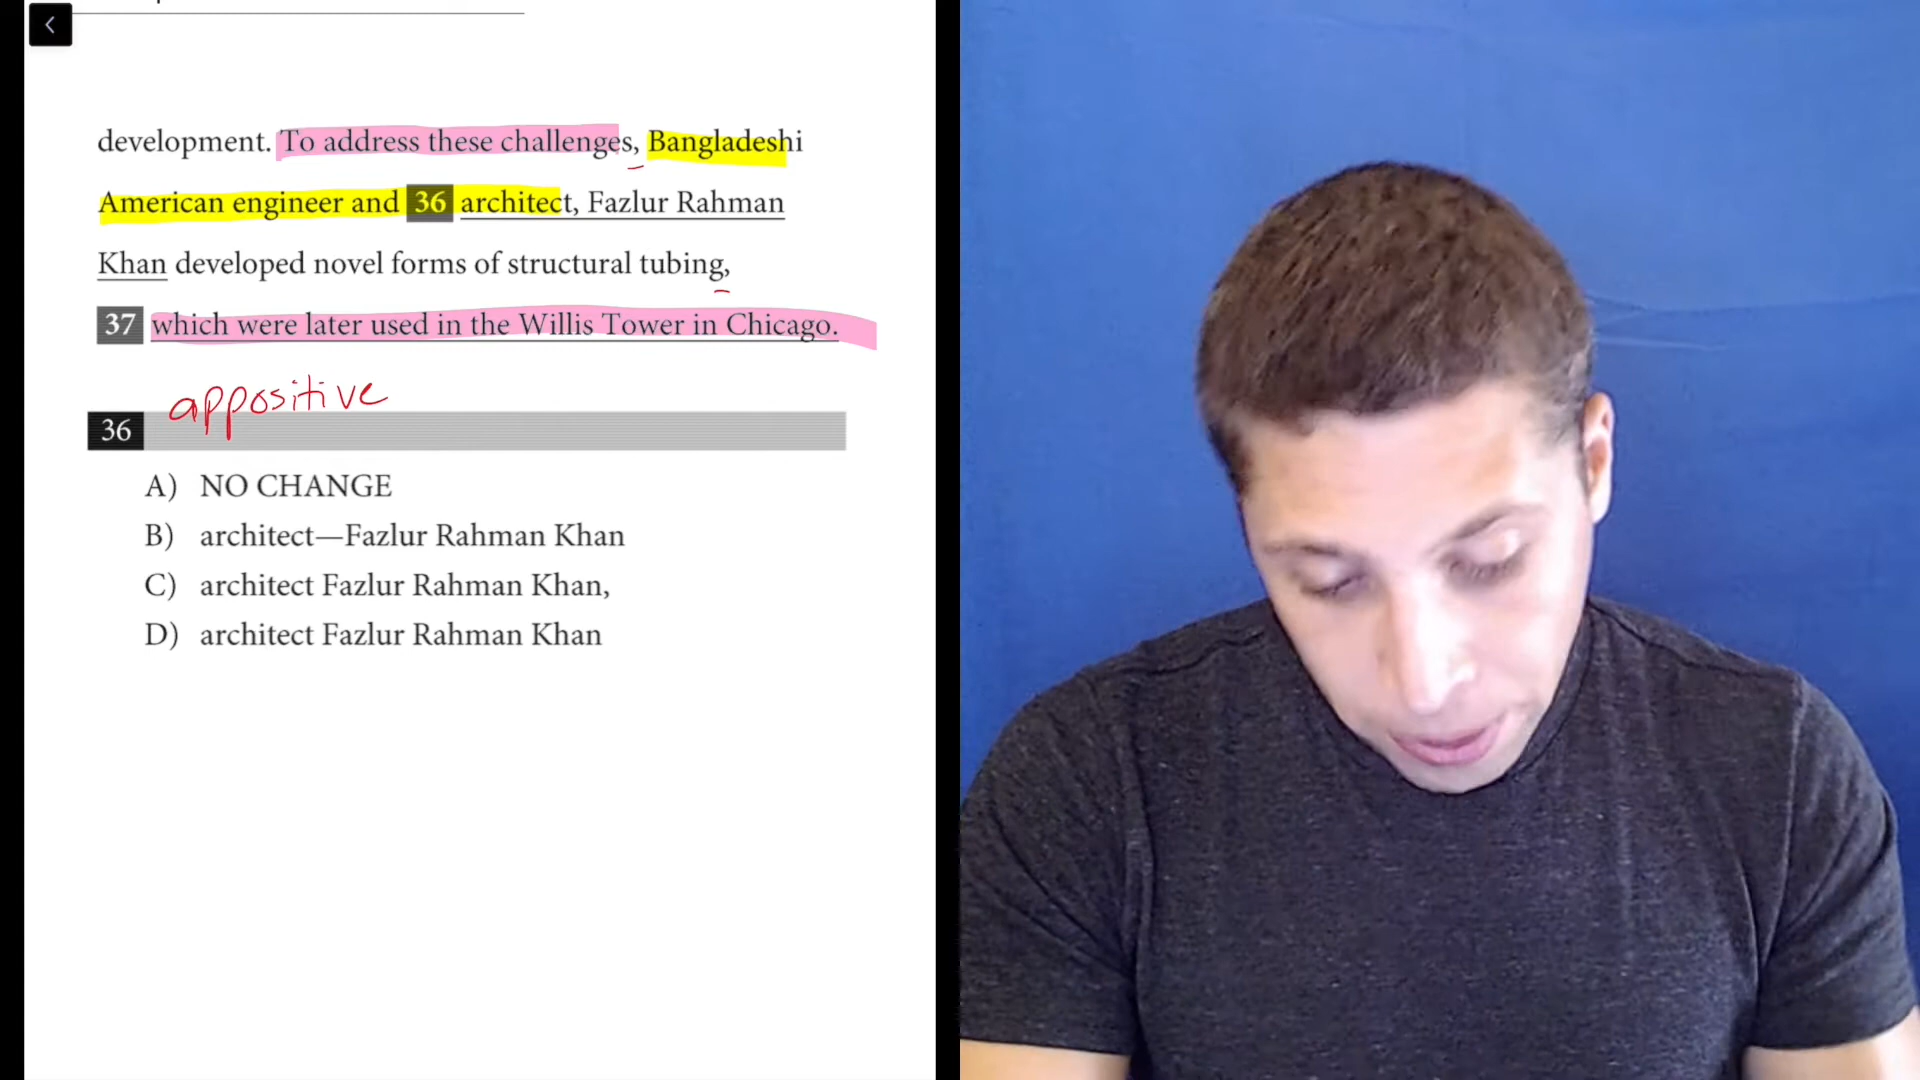 development. To address these challenges, Bangladeshi
American engineer and 36 architect, Fazlur Rahman
Khan developed novel forms of structural tubing,
37 which were later used in the Willis Tower in Chicago.
appositive
36
A) NO CHANGE
B) architect—Fazlur Rahman Khan
C) architect Fazlur Rahman Khan,
D) architect Fazlur Rahman Khan